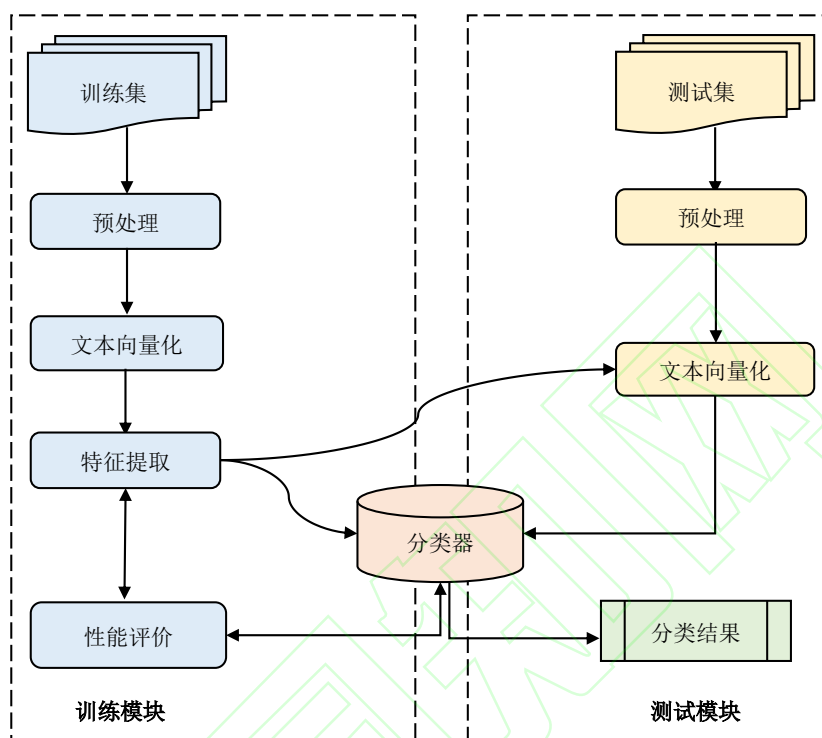 训练集
预处理
文本向量化
特征提取
性能评价
训练模块
分类器
测试集
预处理
文本向量化
分类结果
测试模块